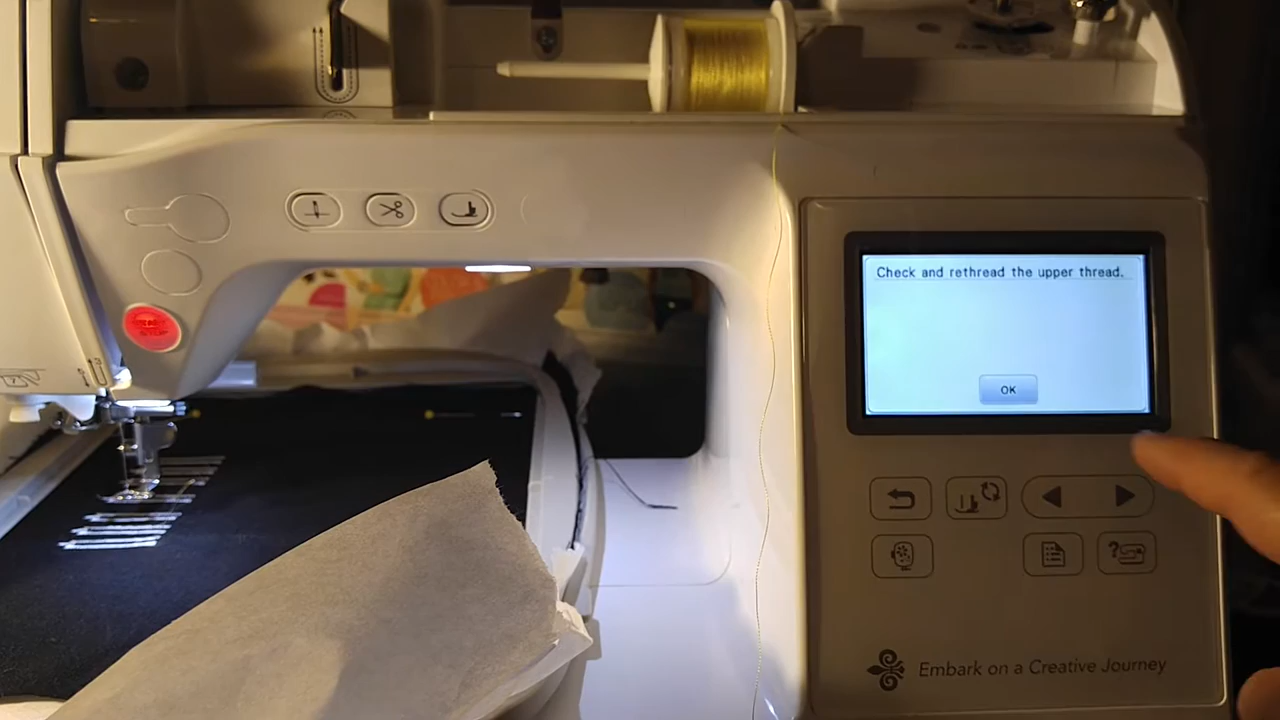 Check and rethread the upper thread.
OK
?
Embark on a Creative Journey